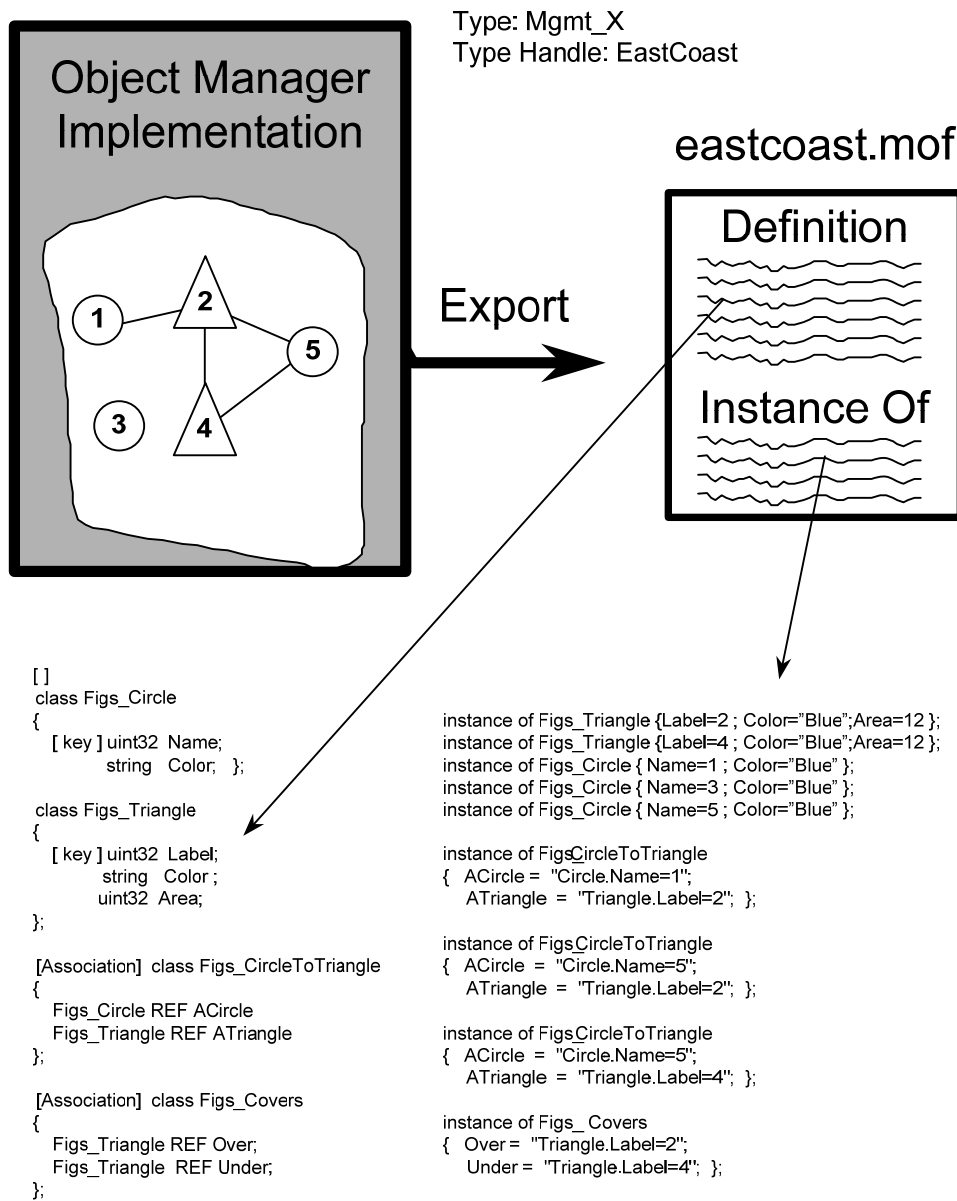 Type: Mgmt_X
Type Handle: EastCoast
Object Manager
Implementation
1
2
5
3
4
Export
eastcoast.mof
Definition
Instance Of
[ ]
class Figs_Circle
{
[ key ] uint32 Name;
string Color; };
class Figs_Triangle
{
[ key ] uint32 Label;
string Color ;
uint32 Area;
};
[Association] class Figs_CircleToTriangle
{
Figs_Circle REF ACircle
Figs_Triangle REF ATriangle
};
[Association] class Figs_Covers
{
Figs_Triangle REF Over;
Figs_Triangle REF Under;
};
instance of Figs_Triangle {Label=2 ; Color=”Blue”;Area=12 };
instance of Figs_Triangle {Label=4 ; Color=”Blue”;Area=12 };
instance of Figs_Circle { Name=1 ; Color=”Blue” };
instance of Figs_Circle { Name=3 ; Color=”Blue” };
instance of Figs_Circle { Name=5 ; Color=”Blue” };
instance of Figs_CircleToTriangle
{ ACircle = "Circle.Name=1";
ATriangle = "Triangle.Label=2"; };
instance of Figs_CircleToTriangle
{ ACircle = "Circle.Name=5";
ATriangle = "Triangle.Label=2"; };
instance of Figs_CircleToTriangle
{ ACircle = "Circle.Name=5";
ATriangle = "Triangle.Label=4"; };
instance of Figs_ Covers
{ Over = "Triangle.Label=2";
Under = "Triangle.Label=4"; };